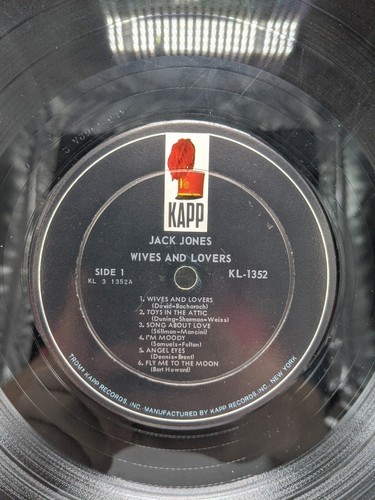 KAPP
JACK JONES
WIVES AND LOVERS
SIDE 1
KL 3 1352A
KL-1352
1. WIVES AND LOVERS
(David-Bacharach)
2. TOYS IN THE ATTIC
(Duning-Sherman-Weiss)
3. SONG ABOUT LOVE
(Stillman-Mancini)
4. I'M MOODY
(Samuels-Folton)
5. ANGEL EYES
(Dennis-Brent)
6. FLY ME TO THE MOON
(Bart Howard)
TRDMK KAPP RECORDS, INC. MANUFACTURED BY KAPP RECORDS, INC. NEW YORK